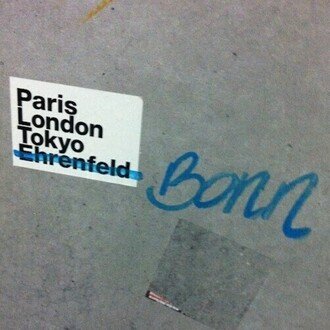 Paris
London
Tokyo
Ehrenfeld
Bonn